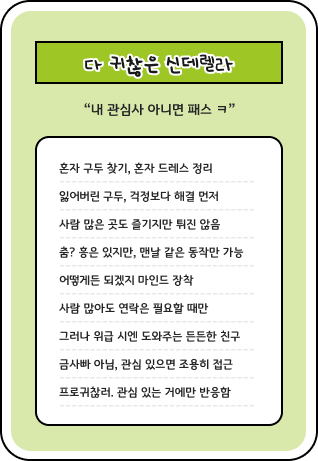 다 귀찮은 신데렐라
“내 관심사 아니면 패스 ㅋ”
혼자 구두 찾기, 혼자 드레스 정리
잃어버린 구두, 걱정보다 해결 먼저
사람 많은 곳도 즐기지만 튀진 않음
춤? 흥은 있지만, 맨날 같은 동작만 가능
어떻게든 되겠지 마인드 장착
사람 많아도 연락은 필요할 때만
그러나 위급 시엔 도와주는 든든한 친구
금사빠 아님, 관심 있으면 조용히 접근
프로귀찮러. 관심 있는 거에만 반응함